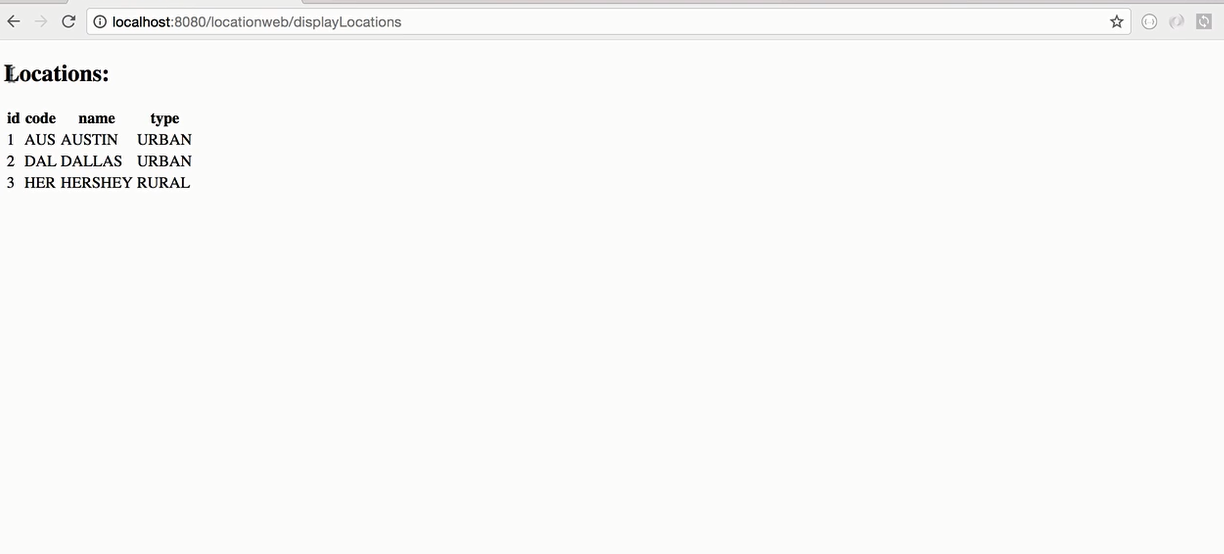 localhost:8080/locationweb/displayLocations
Locations:
id code name type
1 AUS AUSTIN URBAN
2 DAL DALLAS URBAN
3 HER HERSHEY RURAL